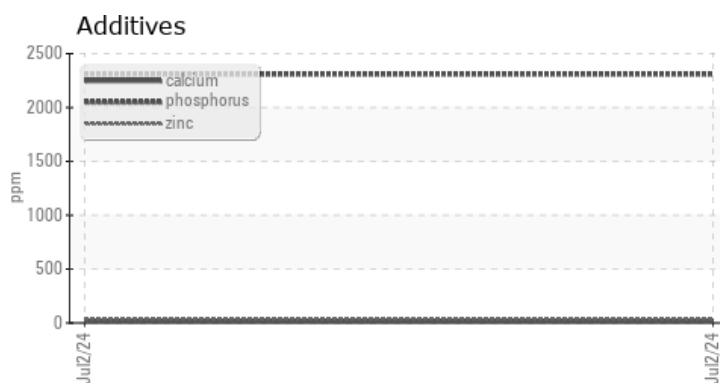 Additives
2500
2000
1500
1000
500
0
ppm
calcium
phosphorus
zinc
Jul2/24
Jul2/24